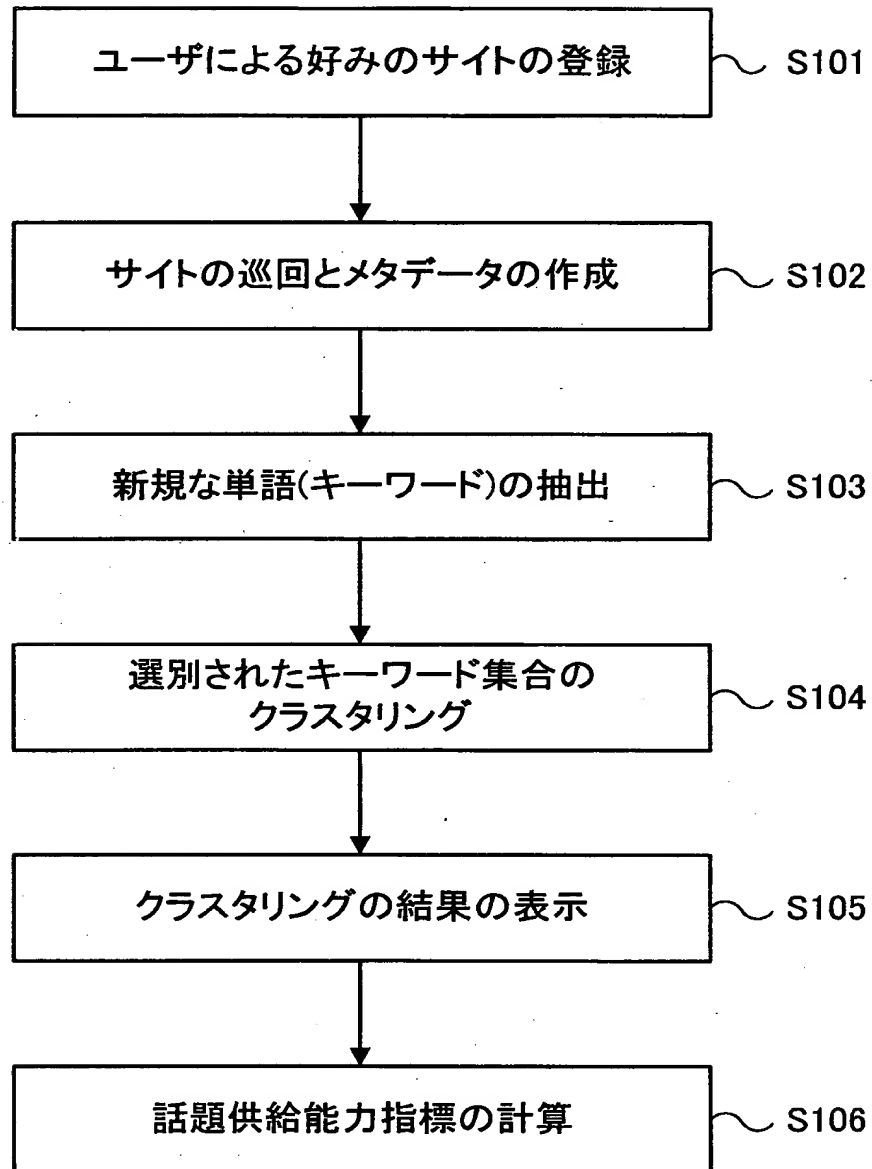 ユーザによる好みのサイトの登録
S101
サイトの巡回とメタデータの作成
S102
新規な単語(キーワード)の抽出
S103
選別されたキーワード集合の
クラスタリング
S104
クラスタリングの結果の表示
S105
話題供給能力指標の計算
S106